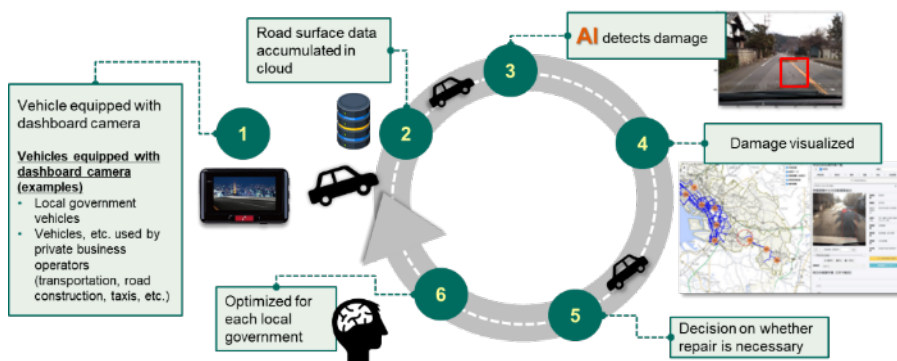 1
Vehicle equipped with
dashboard camera
Vehicles equipped with
dashboard camera
(examples)
• Local government
vehicles
• Vehicles, etc. used by
private business
operators
(transportation, road
construction, taxis, etc.)
2
Road surface data
accumulated in
cloud
3
AI detects damage
4
Damage visualized
5
Decision on whether
repair is necessary
6
Optimized for
each local
government